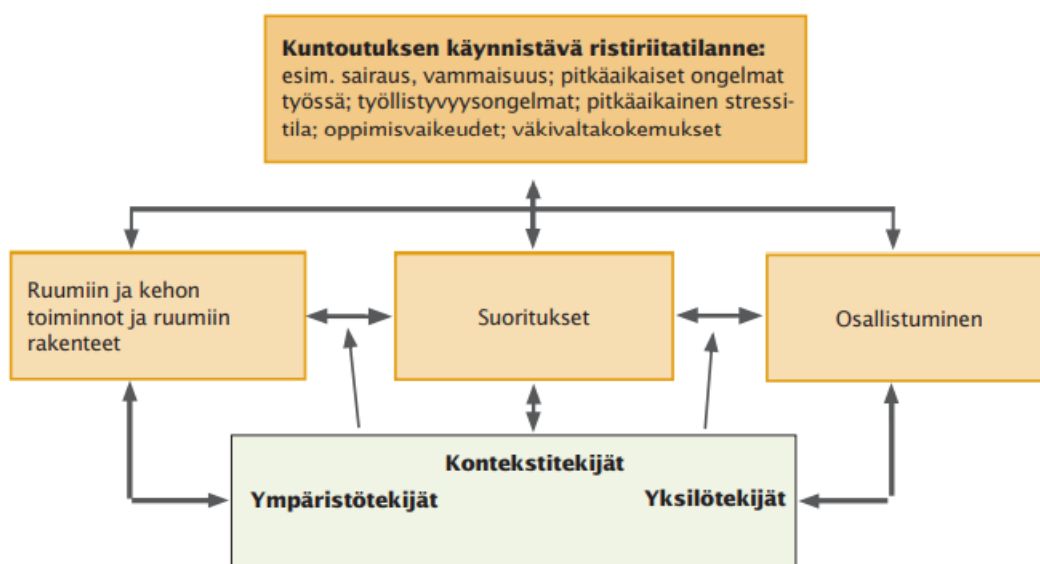 Kuntoutuksen käynnistävä ristiriitatilanne:
esim. sairaus, vammaisuus; pitkäaikaiset ongelmat
työssä; työllistyvyysongelmat; pitkäaikainen stressi-
tila; oppimisvaikeudet; väkivaltakokemukset
Ruumiin ja kehon
toiminnot ja ruumiin
rakenteet
Suoritukset
Osallistuminen
Kontekstitekijät
Ympäristötekijät
Yksilötekijät